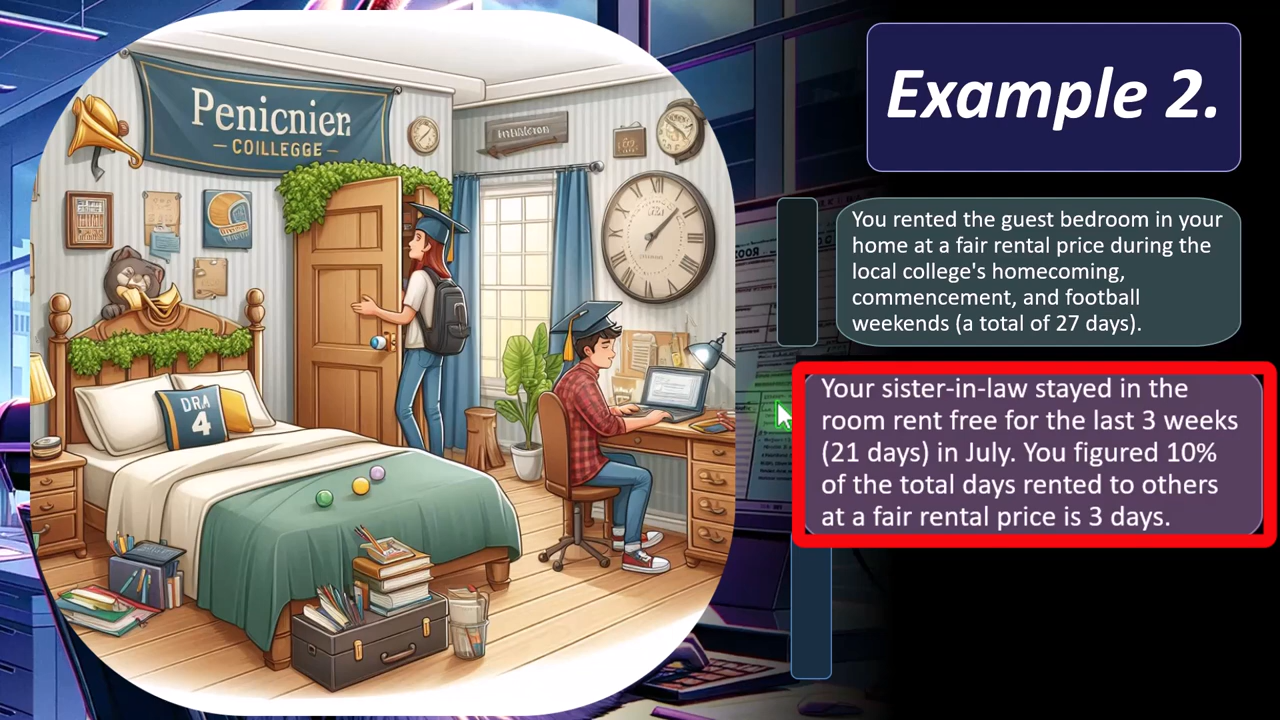 Example 2.
You rented the guest bedroom in your
home at a fair rental price during the
local college's homecoming,
commencement, and football
weekends (a total of 27 days).
Your sister-in-law stayed in the
room rent free for the last 3 weeks
(21 days) in July. You figured 10%
of the total days rented to others
at a fair rental price is 3 days.
Penicnier
— COILLEGGE —
DRA
4